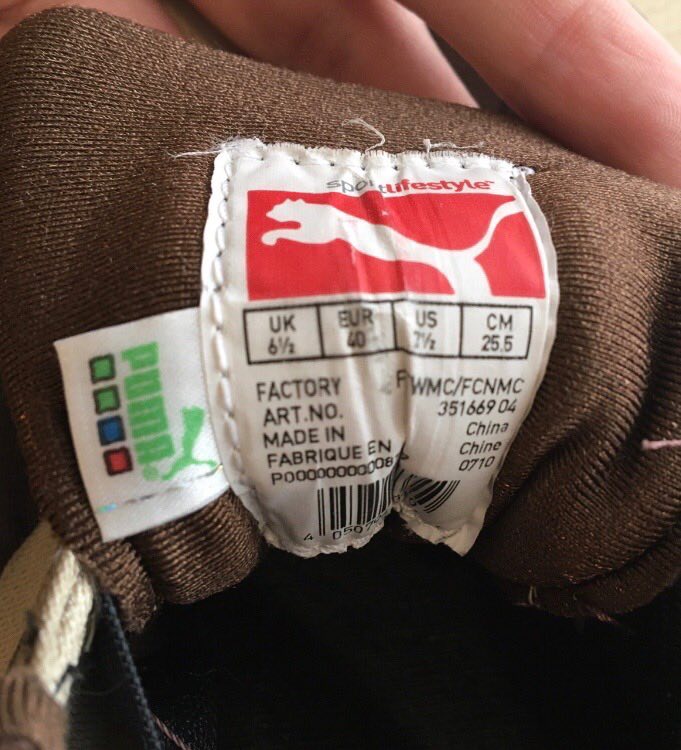 sportlifestyle
UK EUR US CM
6½ 40 7½ 25.5
FACTORY WMC/FCNMC
ART.NO. 351669 04
MADE IN China
FABRIQUE EN Chine
0710
PUMA